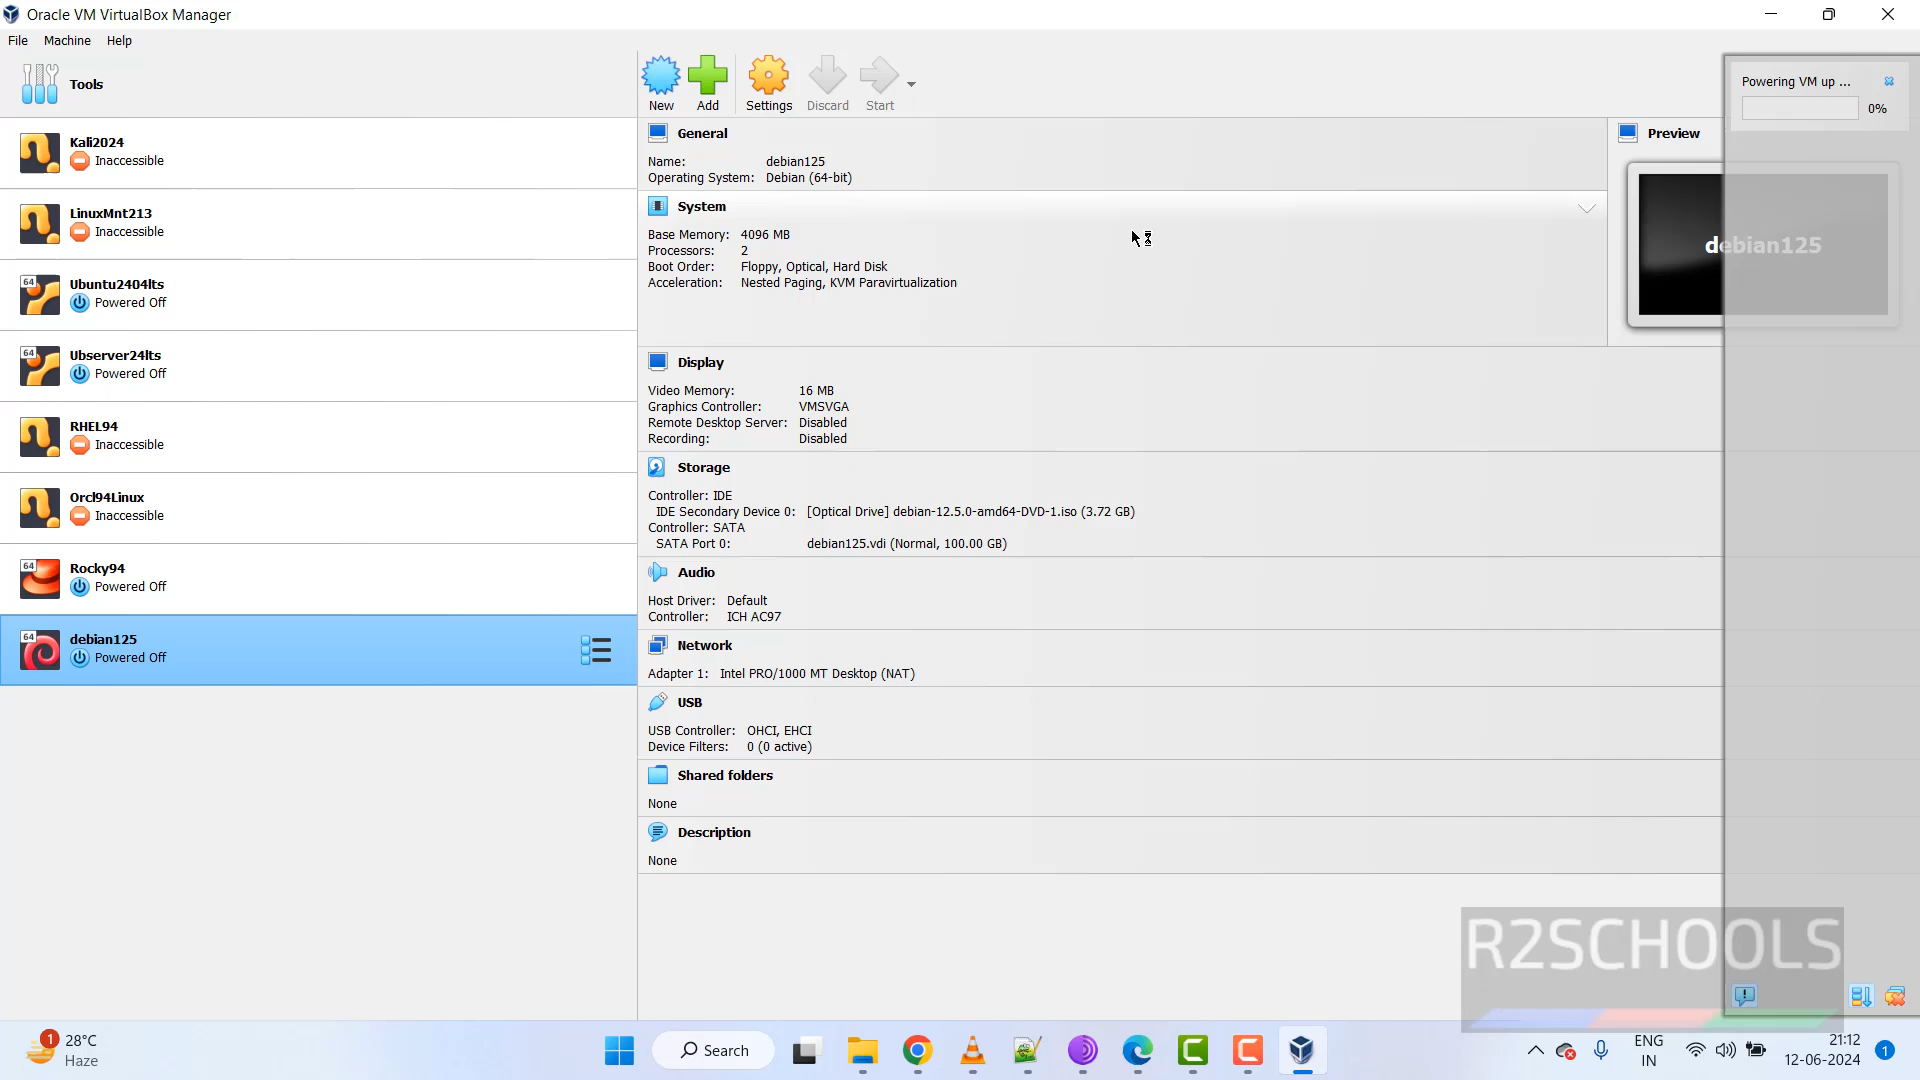 Oracle VM VirtualBox Manager
File Machine Help
Tools
New Add Settings Discard Start
Powering VM up ...
0%
Kali2024
Inaccessible
LinuxMnt213
Inaccessible
64
Ubuntu2404lts
Powered Off
64
Ubserver24lts
Powered Off
RHEL94
Inaccessible
Orcl94Linux
Inaccessible
64
Rocky94
Powered Off
64
debian125
Powered Off
General
Name: debian125
Operating System: Debian (64-bit)
System
Base Memory: 4096 MB
Processors: 2
Boot Order: Floppy, Optical, Hard Disk
Acceleration: Nested Paging, KVM Paravirtualization
Preview
debian125
Display
Video Memory: 16 MB
Graphics Controller: VMSVGA
Remote Desktop Server: Disabled
Recording: Disabled
Storage
Controller: IDE
IDE Secondary Device 0: [Optical Drive] debian-12.5.0-amd64-DVD-1.iso (3.72 GB)
Controller: SATA
SATA Port 0: debian125.vdi (Normal, 100.00 GB)
Audio
Host Driver: Default
Controller: ICH AC97
Network
Adapter 1: Intel PRO/1000 MT Desktop (NAT)
USB
USB Controller: OHCI, EHCI
Device Filters: 0 (0 active)
Shared folders
None
Description
None
R2SCHOOLS
1
28°C
Haze
Search
ENG
IN
21:12
12-06-2024
1